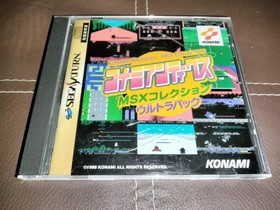 SEGA SATURN
KONAMI
コナミアンティークス
MSXコレクション
ウルトラパック
©1998 KONAMI ALL RIGHTS RESERVED.
KONAMI